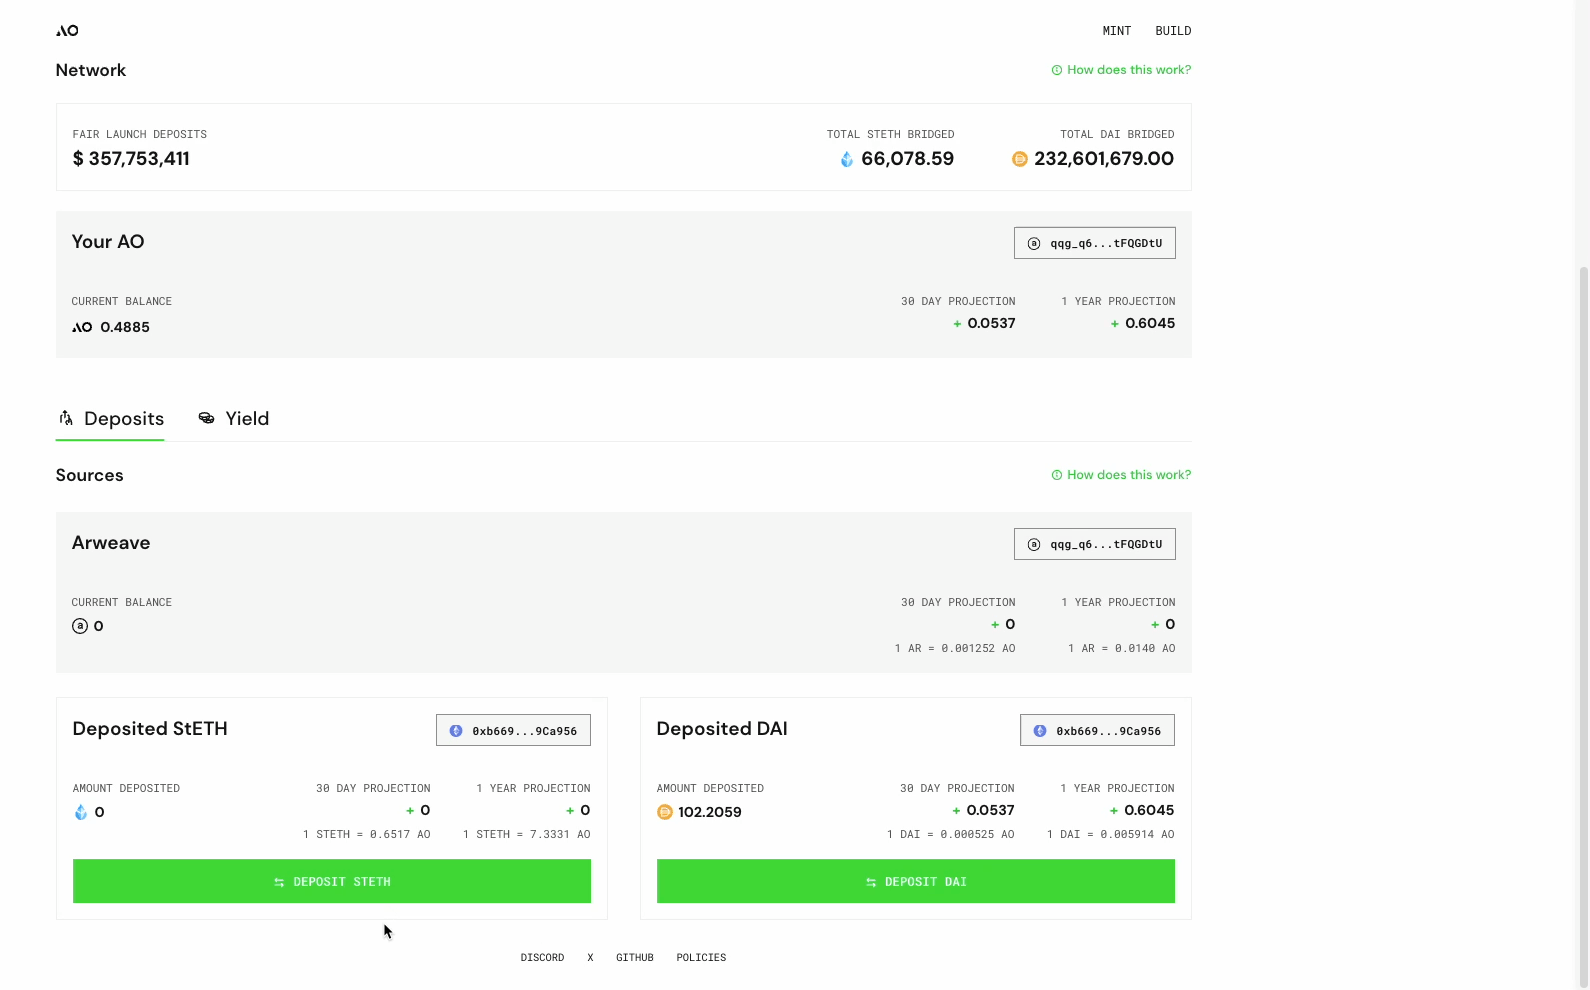 AO MINT BUILD
Network How does this work?
FAIR LAUNCH DEPOSITS TOTAL STETH BRIDGED TOTAL DAI BRIDGED
$ 357,753,411 66,078.59 232,601,679.00
Your AO qqg_q6...tFQGDtU
CURRENT BALANCE 30 DAY PROJECTION 1 YEAR PROJECTION
AO 0.4885 + 0.0537 + 0.6045
Deposits Yield
Sources How does this work?
Arweave qqg_q6...tFQGDtU
CURRENT BALANCE 30 DAY PROJECTION 1 YEAR PROJECTION
a 0 + 0 + 0
1 AR = 0.001252 AO 1 AR = 0.0140 AO
Deposited StETH 0xb669...9Ca956
AMOUNT DEPOSITED 30 DAY PROJECTION 1 YEAR PROJECTION
0 + 0 + 0
1 STETH = 0.6517 AO 1 STETH = 7.3331 AO
DEPOSIT STETH
Deposited DAI 0xb669...9Ca956
AMOUNT DEPOSITED 30 DAY PROJECTION 1 YEAR PROJECTION
102.2059 + 0.0537 + 0.6045
1 DAI = 0.000525 AO 1 DAI = 0.005914 AO
DEPOSIT DAI
DISCORD X GITHUB POLICIES